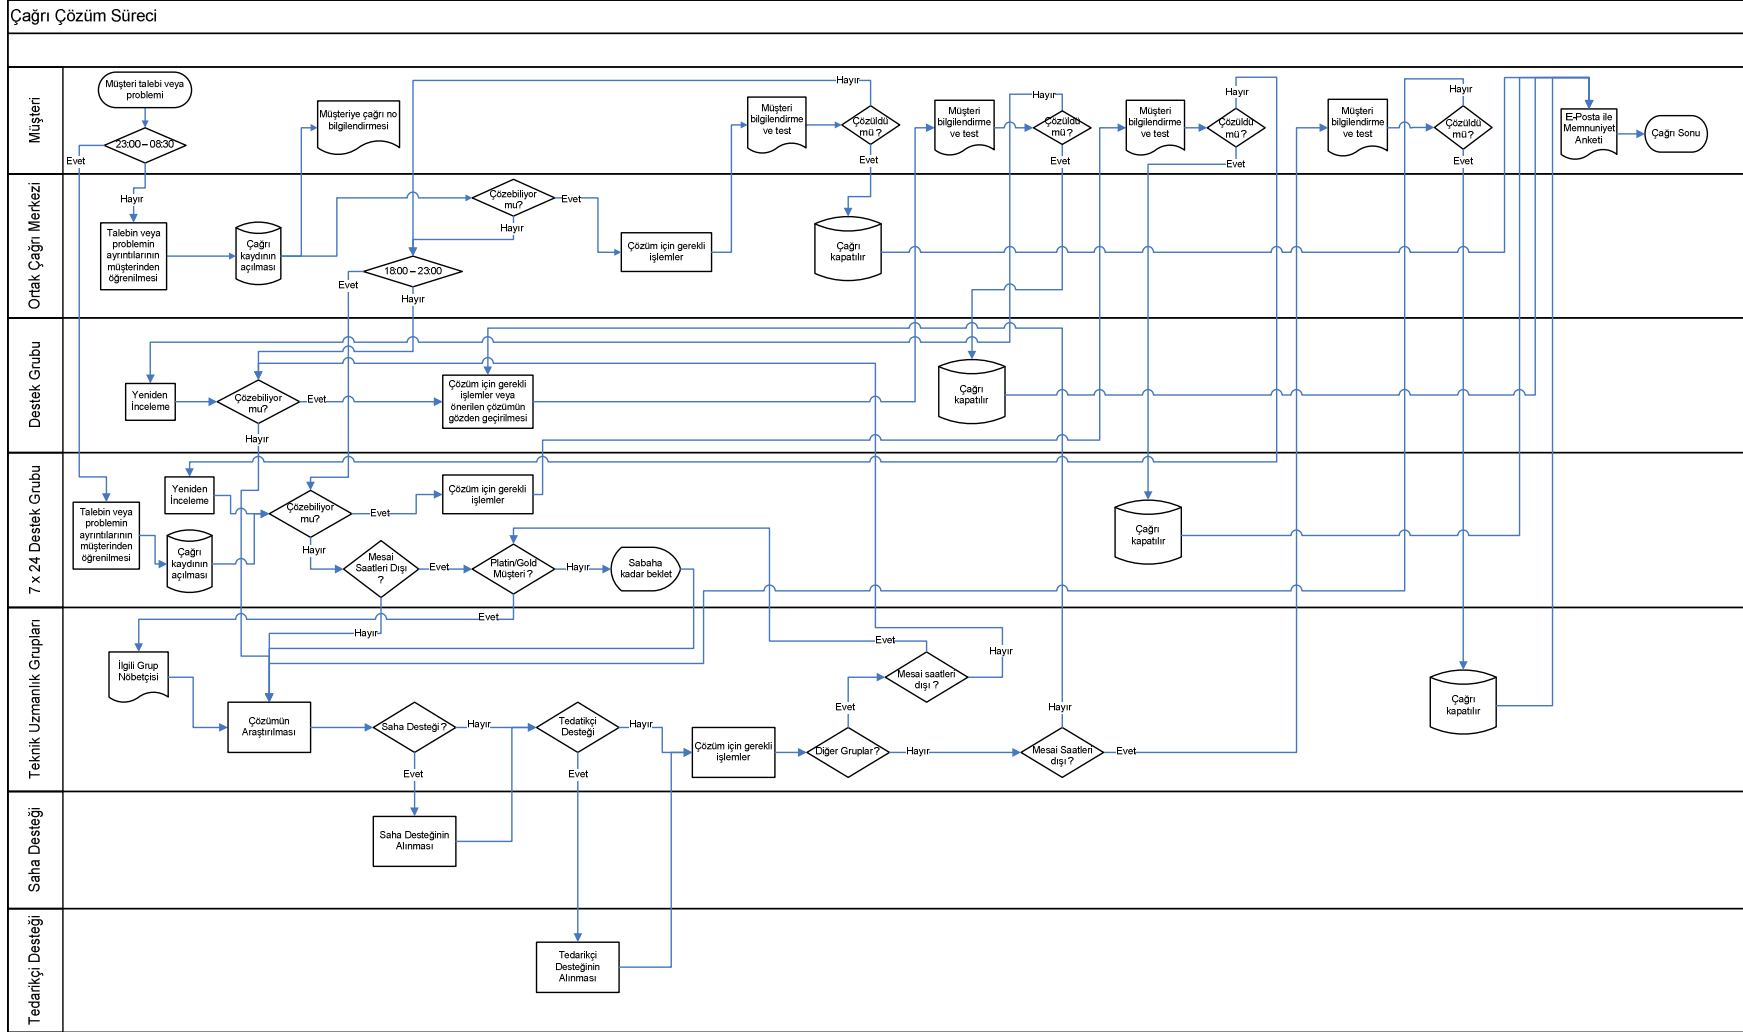 Çağrı Çözüm Süreci
Müşteri
Müşteri talebi veya
problemi
23:00 – 08:30
Evet
Hayır
Müşteriye çağrı no
bilgilendirmesi
Müşteri
bilgilendirme
ve test
Hayır
Çözüldü
mü ?
Evet
Müşteri
bilgilendirme
ve test
Hayır
Çözüldü
mü ?
Evet
Müşteri
bilgilendirme
ve test
Hayır
Çözüldü
mü ?
Evet
Müşteri
bilgilendirme
ve test
Hayır
Çözüldü
mü ?
Evet
E-Posta ile
Memnuniyet
Anketi
Çağrı Sonu
Ortak Çağrı Merkezi
Talebin veya
problemin
ayrıntılarının
müşterinden
öğrenilmesi
Çağrı
kaydının
açılması
Çözebiliyor
mu?
Evet
Hayır
18:00 – 23:00
Evet
Hayır
Çözüm için gerekli
işlemler
Çağrı
kapatılır
Destek Grubu
Yeniden
İnceleme
Çözebiliyor
mu?
Evet
Hayır
Çözüm için gerekli
işlemler veya
önerilen çözümün
gözden geçirilmesi
Çağrı
kapatılır
7 x 24 Destek Grubu
Talebin veya
problemin
ayrıntılarının
müşterinden
öğrenilmesi
Yeniden
İnceleme
Çağrı
kaydının
açılması
Çözebiliyor
mu?
Evet
Hayır
Çözüm için gerekli
işlemler
Mesai
Saatleri Dışı
?
Evet
Hayır
Platin/Gold
Müşteri ?
Hayır
Evet
Sabaha
kadar beklet
Çağrı
kapatılır
Teknik Uzmanlık Grupları
İlgili Grup
Nöbetçisi
Çözümün
Araştırılması
Saha Desteği ?
Hayır
Evet
Tedatikçi
Desteği
Hayır
Evet
Çözüm için gerekli
işlemler
Diğer Gruplar ?
Evet
Hayır
Mesai saatleri
dışı ?
Evet
Hayır
Mesai Saatleri
dışı ?
Hayır
Evet
Çağrı
kapatılır
Saha Desteği
Saha Desteğinin
Alınması
Tedarikçi Desteği
Tedarikçi
Desteğinin
Alınması